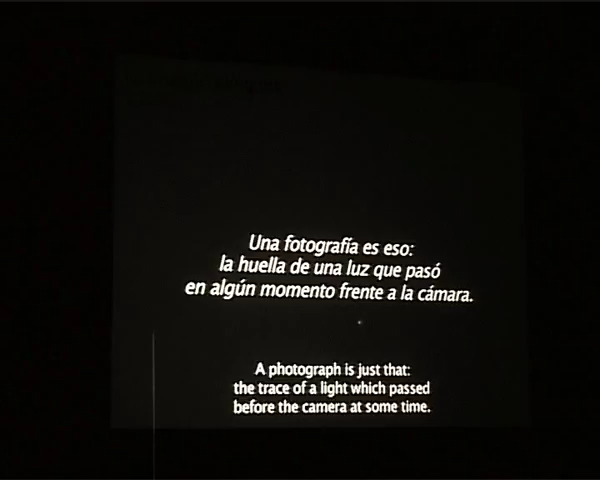 Una fotografía es eso:
la huella de una luz que pasó
en algún momento frente a la cámara.
A photograph is just that:
the trace of a light which passed
before the camera at some time.